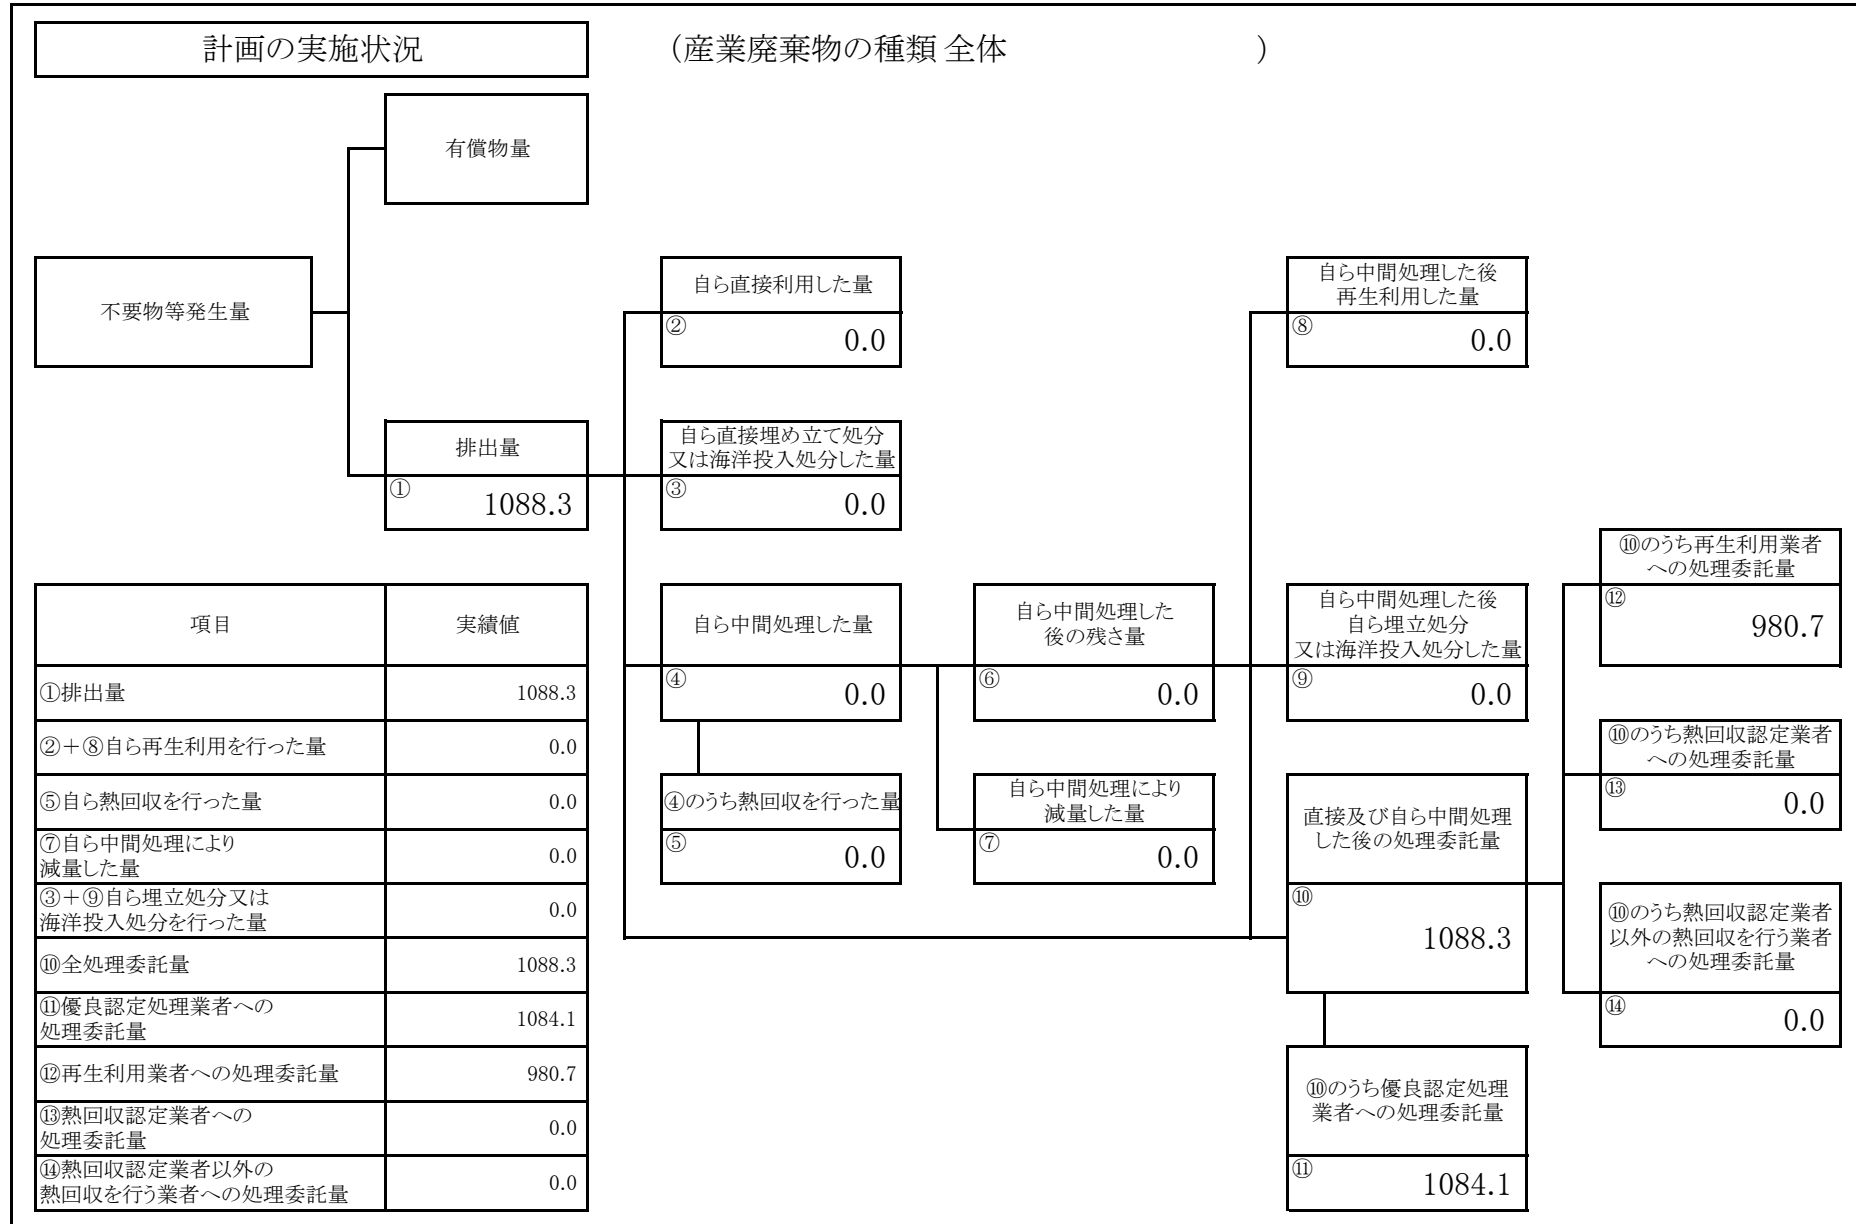 計画の実施状況
（産業廃棄物の種類 全体　　　　　　　　）
有償物量
不要物等発生量
排出量
①
1088.3
自ら直接利用した量
②
0.0
自ら直接埋め立て処分
又は海洋投入処分した量
③
0.0
自ら中間処理した量
④
0.0
④のうち熱回収を行った量
⑤
0.0
自ら中間処理した
後の残さ量
⑥
0.0
自ら中間処理により
減量した量
⑦
0.0
自ら中間処理した後
再生利用した量
⑧
0.0
自ら中間処理した後
自ら埋立処分
又は海洋投入処分した量
⑨
0.0
直接及び自ら中間処理
した後の処理委託量
⑩
1088.3
⑩のうち優良認定処理
業者への処理委託量
⑪
1084.1
⑩のうち再生利用業者
への処理委託量
⑫
980.7
⑩のうち熱回収認定業者
への処理委託量
⑬
0.0
⑩のうち熱回収認定業者
以外の熱回収を行う業者
への処理委託量
⑭
0.0
項目 実績値
①排出量 1088.3
②＋⑧自ら再生利用を行った量 0.0
⑤自ら熱回収を行った量 0.0
⑦自ら中間処理により
減量した量 0.0
③＋⑨自ら埋立処分又は
海洋投入処分を行った量 0.0
⑩全処理委託量 1088.3
⑪優良認定処理業者への
処理委託量 1084.1
⑫再生利用業者への処理委託量 980.7
⑬熱回収認定業者への
処理委託量 0.0
⑭熱回収認定業者以外の
熱回収を行う業者への処理委託量 0.0